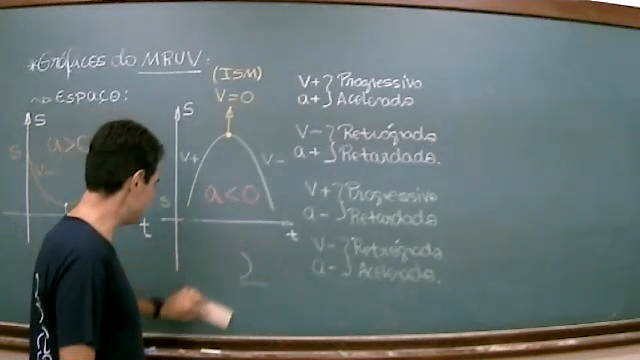 *Gráficos do MRUV:
~> ESPAÇO:
S
a>0
S
V-
t
(ISM)
V=0
S
V+
V-
a<0
S
t
V+ } Progressivo
a+ } Acelerado
V- } Retrógrado
a+ } Retardado.
V+ } Progressivo
a- } Retardado
V- } Retrógrado
a- } Acelerado.